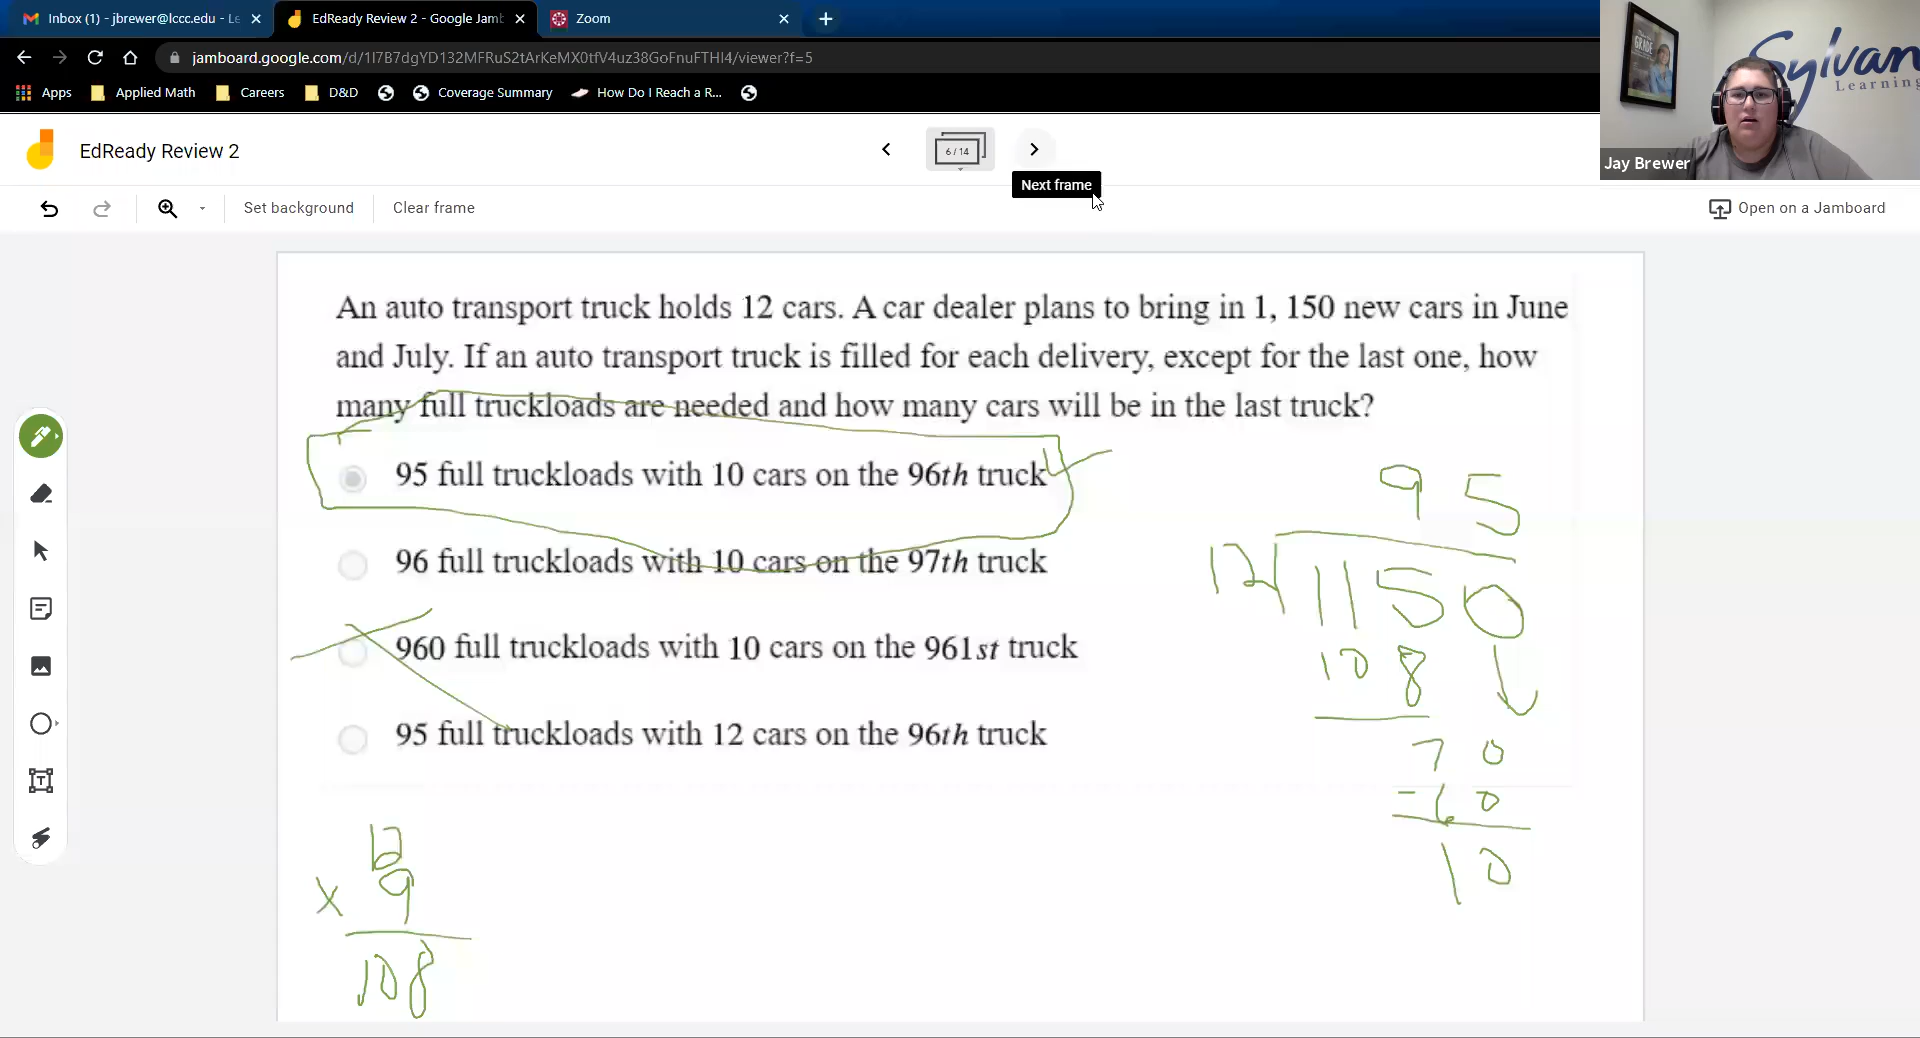 Inbox (1) - jbrewer@lccc.edu - Le
EdReady Review 2 - Google Jamb
Zoom
jamboard.google.com/d/1I7B7dgYD132MFRuS2tArKeMX0tfV4uz38GoFnuFTHI4/viewer?f=5
Apps
Applied Math
Careers
D&D
Coverage Summary
How Do I Reach a R...
GRADE
Sylvan
Learning
Jay Brewer
EdReady Review 2
6 / 14
Next frame
Set background
Clear frame
Open on a Jamboard
An auto transport truck holds 12 cars. A car dealer plans to bring in 1, 150 new cars in June
and July. If an auto transport truck is filled for each delivery, except for the last one, how
many full truckloads are needed and how many cars will be in the last truck?
95 full truckloads with 10 cars on the 96th truck
96 full truckloads with 10 cars on the 97th truck
960 full truckloads with 10 cars on the 961st truck
95 full truckloads with 12 cars on the 96th truck
95
12 1150
108
70
-60
10
12
x 9
108